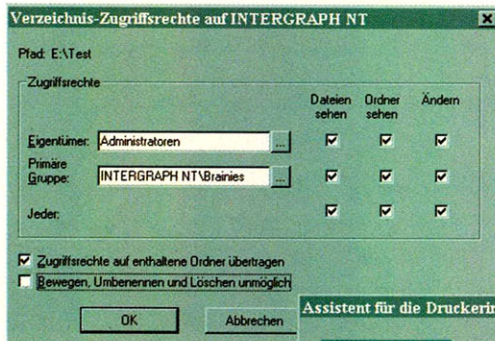 Verzeichnis-Zugriffsrechte auf INTERGRAPH NT
Pfad: E:\Test
Zugriffsrechte
Dateien sehen
Ordner sehen
Ändern
Eigentümer: Administratoren ...
Primäre Gruppe: INTERGRAPH NT\Brainies ...
Jeder:
Zugriffsrechte auf enthaltene Ordner übertragen
Bewegen, Umbenennen und Löschen unmöglich
OK Abbrechen
Assistent für die